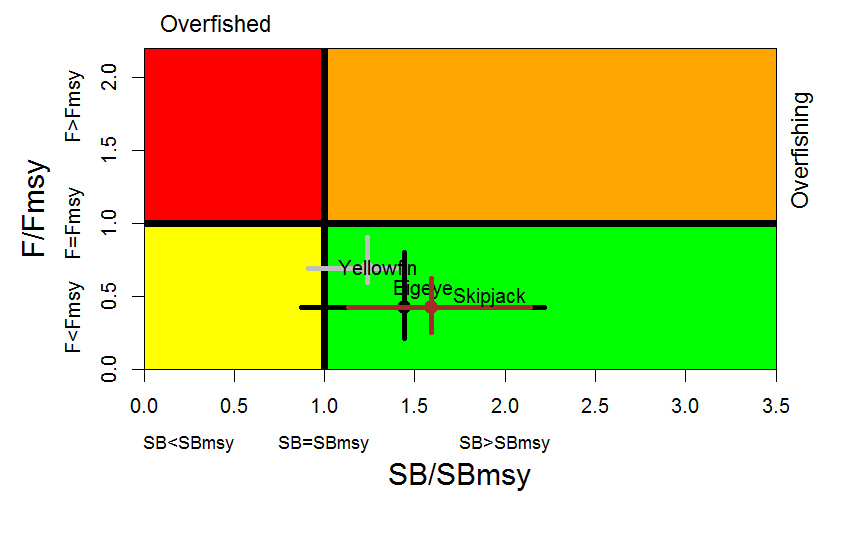 Overfished
Overfishing
F/Fmsy
F>Fmsy
F=Fmsy
F<Fmsy
2.0
1.5
1.0
0.5
0.0
Yellowfin
Bigeye
Skipjack
0.0 0.5 1.0 1.5 2.0 2.5 3.0 3.5
SB<SBmsy SB=SBmsy SB>SBmsy
SB/SBmsy